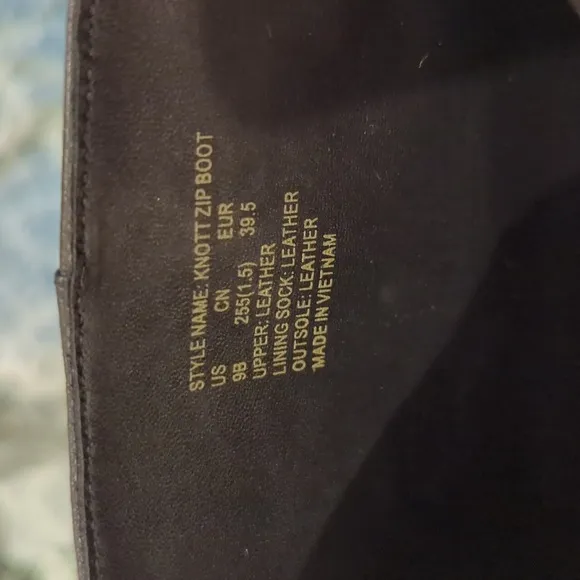 STYLE NAME: KNOTT ZIP BOOT
US CN EUR
9B 255(1.5) 39.5
UPPER: LEATHER
LINING SOCK: LEATHER
OUTSOLE: LEATHER
MADE IN VIETNAM